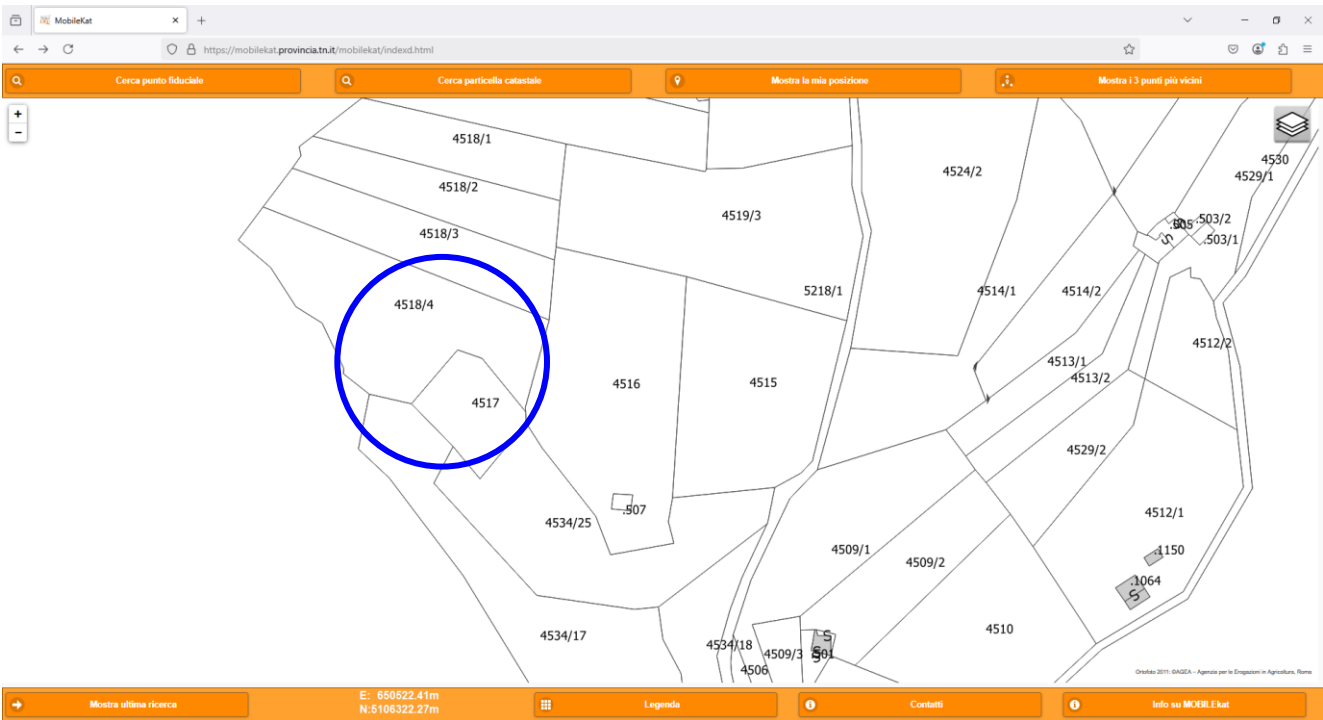 MobileKat
https://mobilekat.provincia.tn.it/mobilekat/indexd.html
Cerca punto fiduciale
Cerca particella catastale
Mostra la mia posizione
Mostra i 3 punti più vicini
+
-
4518/1
4518/2
4518/3
4518/4
4517
4519/3
4516
4515
5218/1
4524/2
4514/1
4514/2
4530
4529/1
.503/2
.505
.503/1
S
4512/2
4513/1
4513/2
4529/2
4512/1
.1150
.1064
S
.507
4534/25
4509/1
4509/2
4510
4534/17
4534/18
4506
4509/3
.501
S
S
Ortofoto 2011: ©AGEA - Agenzia per le Erogazioni in Agricoltura, Rome
Mostra ultima ricerca
E: 650522.41m
N:5106322.27m
Legenda
Contatti
Info su MOBILEkat